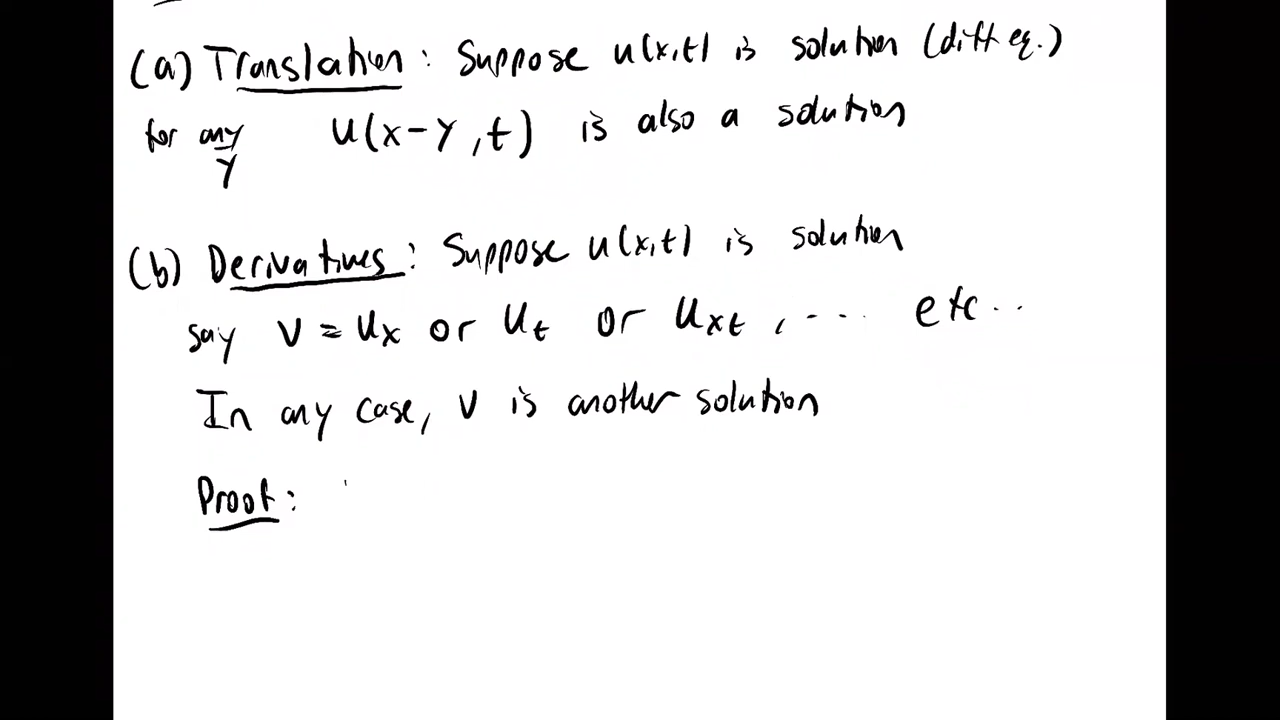 (a) Translation: Suppose u(x,t) is solution (diff eq.)
for any y u(x-y,t) is also a solution
(b) Derivatives: Suppose u(x,t) is solution
say v = ux or ut or uxt, ... etc..
In any case, v is another solution
Proof: